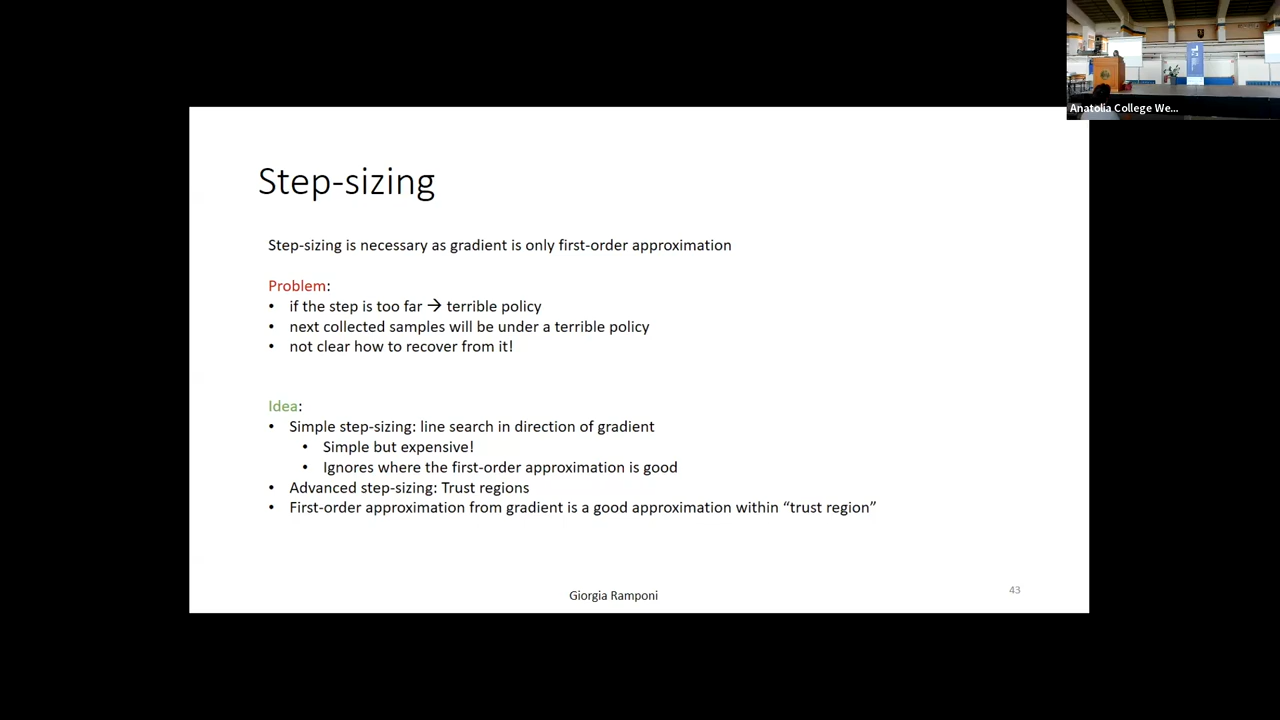 Anatolia College We...
Step-sizing
Step-sizing is necessary as gradient is only first-order approximation
Problem:
• if the step is too far → terrible policy
• next collected samples will be under a terrible policy
• not clear how to recover from it!
Idea:
• Simple step-sizing: line search in direction of gradient
• Simple but expensive!
• Ignores where the first-order approximation is good
• Advanced step-sizing: Trust regions
• First-order approximation from gradient is a good approximation within “trust region”
Giorgia Ramponi
43